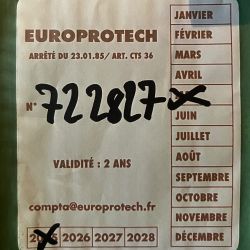 EUROPROTECH
ARRÊTÉ DU 23.01.85/ ART. CTS 36
N° 722827
VALIDITÉ : 2 ANS
compta@europrotech.fr
2026 2027 2028
JANVIER
FÉVRIER
MARS
AVRIL
JUIN
JUILLET
AOÛT
SEPTEMBRE
OCTOBRE
NOVEMBRE
DÉCEMBRE